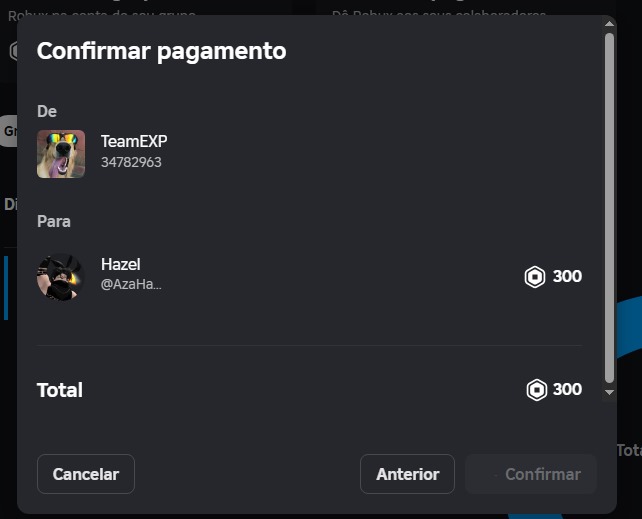 Robux na conta do seu grupo
Dê Robux aos seus colaboradores
Confirmar pagamento
De
Gr
TeamEXP
34782963
Di
Para
Hazel
@AzaHa...
300
Total
300
Tota
Cancelar
Anterior
Confirmar